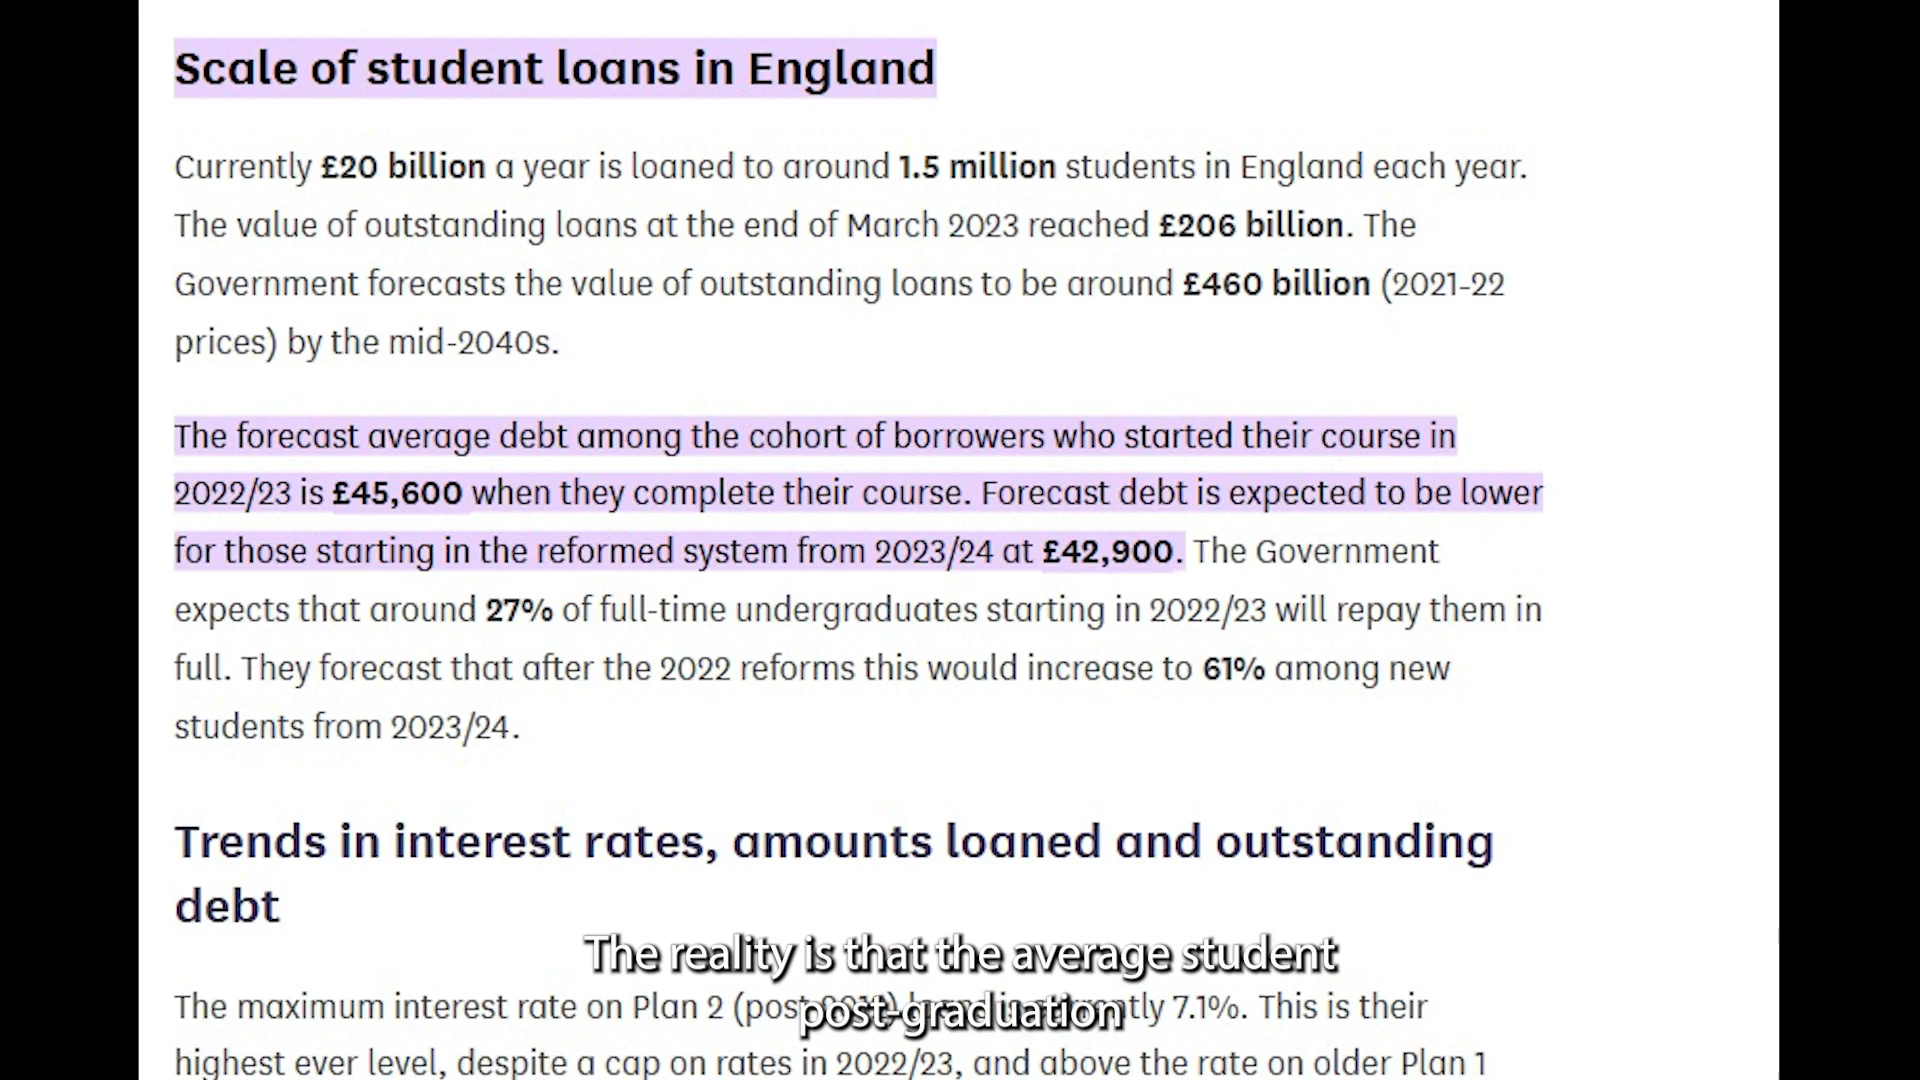 Scale of student loans in England
Currently £20 billion a year is loaned to around 1.5 million students in England each year.
The value of outstanding loans at the end of March 2023 reached £206 billion. The
Government forecasts the value of outstanding loans to be around £460 billion (2021-22
prices) by the mid-2040s.
The forecast average debt among the cohort of borrowers who started their course in
2022/23 is £45,600 when they complete their course. Forecast debt is expected to be lower
for those starting in the reformed system from 2023/24 at £42,900. The Government
expects that around 27% of full-time undergraduates starting in 2022/23 will repay them in
full. They forecast that after the 2022 reforms this would increase to 61% among new
students from 2023/24.
Trends in interest rates, amounts loaned and outstanding
debt
The reality is that the average student
post-graduation
The maximum interest rate on Plan 2 7.1%. This is their
highest ever level, despite a cap on rates in 2022/23, and above the rate on older Plan 1